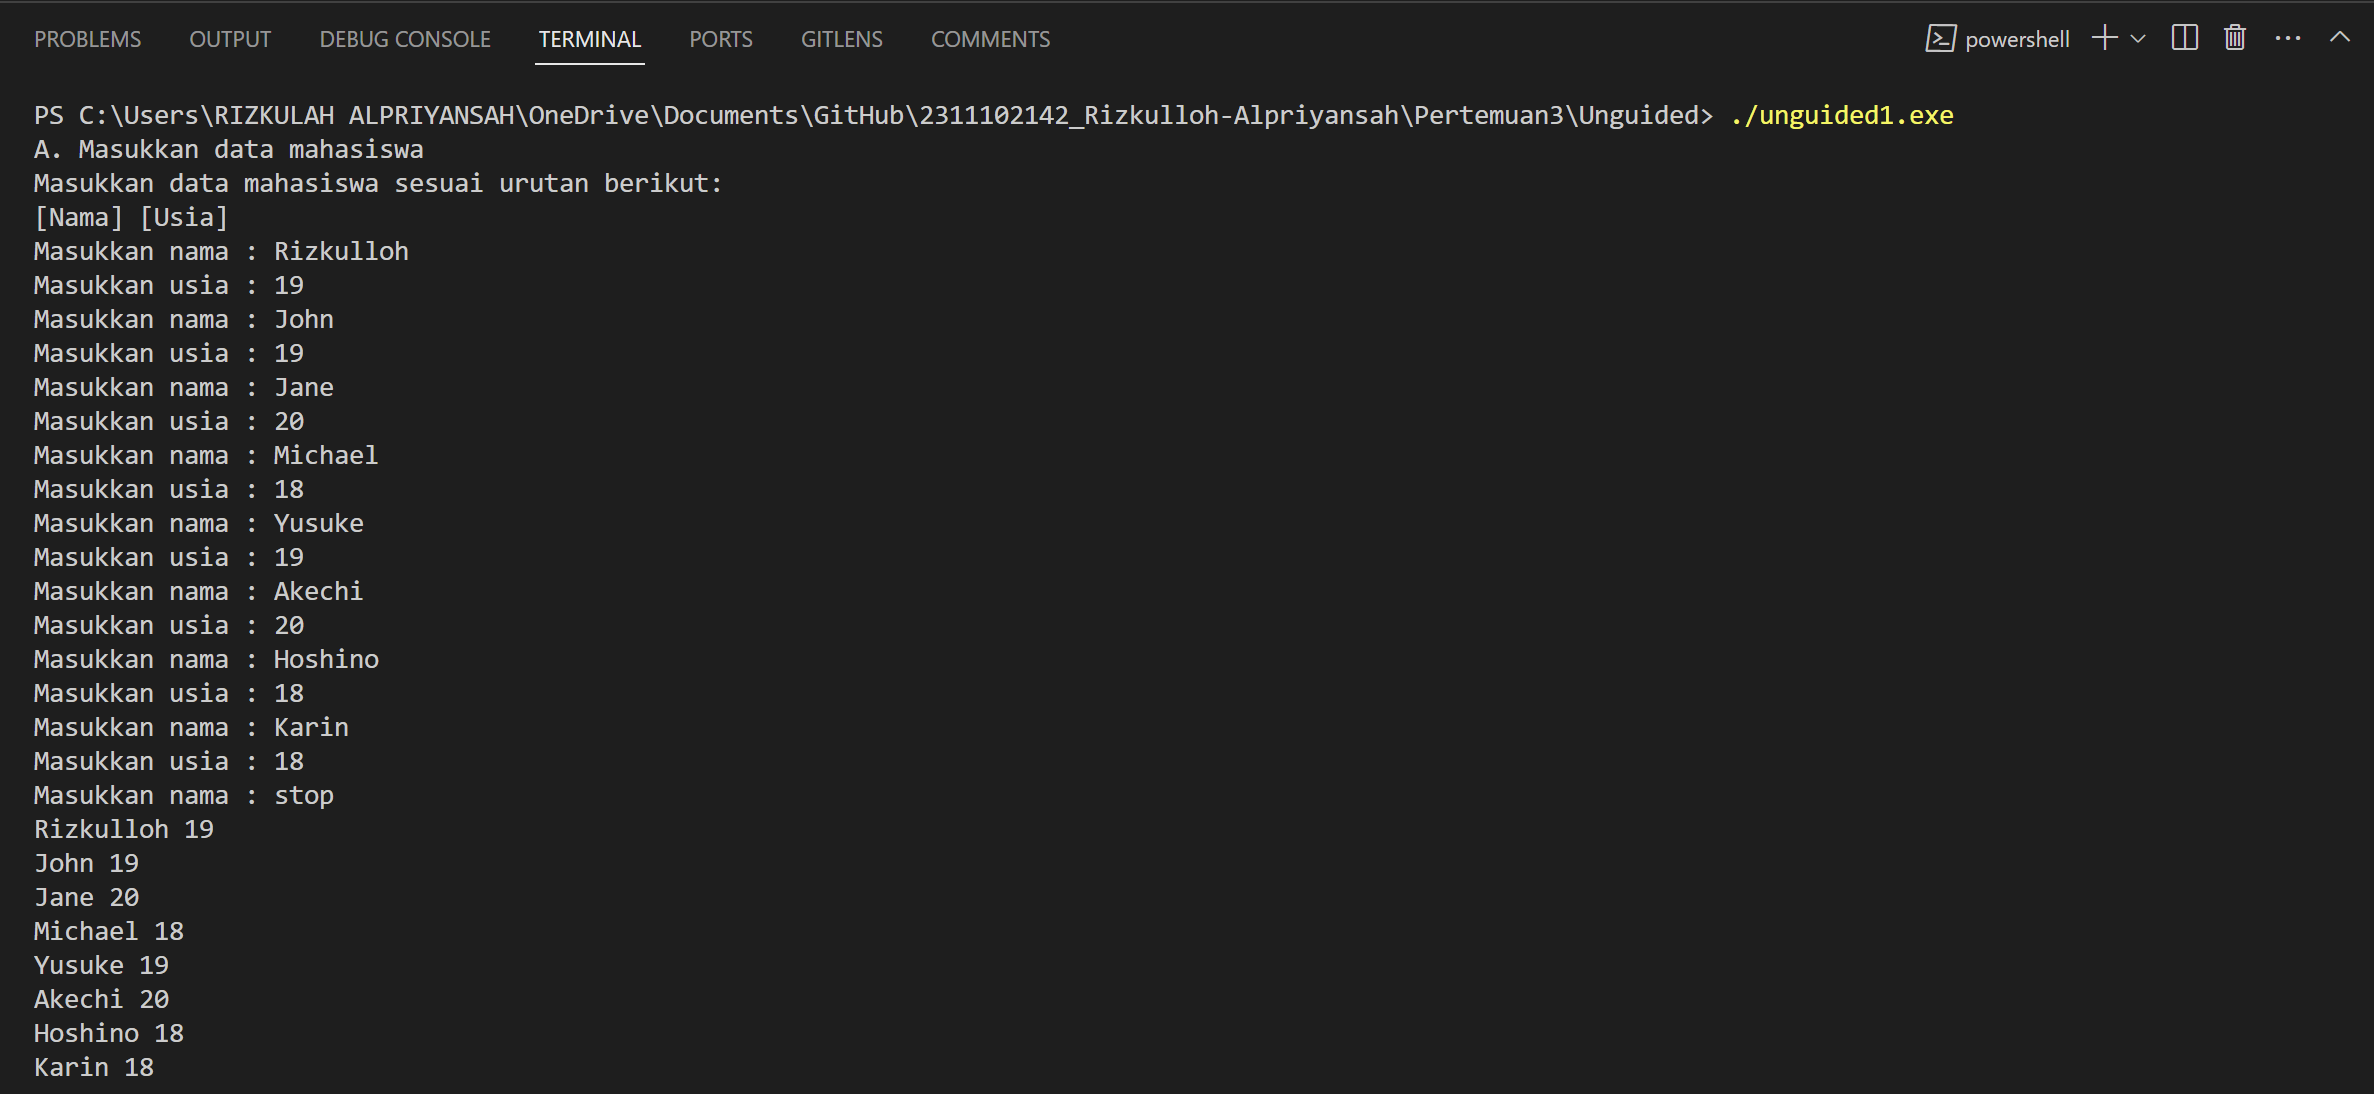 PROBLEMS OUTPUT DEBUG CONSOLE TERMINAL PORTS GITLENS COMMENTS powershell
PS C:\Users\RIZKULAH ALPRIYANSAH\OneDrive\Documents\GitHub\2311102142_Rizkulloh-Alpriyansah\Pertemuan3\Unguided> ./unguided1.exe
A. Masukkan data mahasiswa
Masukkan data mahasiswa sesuai urutan berikut:
[Nama] [Usia]
Masukkan nama : Rizkulloh
Masukkan usia : 19
Masukkan nama : John
Masukkan usia : 19
Masukkan nama : Jane
Masukkan usia : 20
Masukkan nama : Michael
Masukkan usia : 18
Masukkan nama : Yusuke
Masukkan usia : 19
Masukkan nama : Akechi
Masukkan usia : 20
Masukkan nama : Hoshino
Masukkan usia : 18
Masukkan nama : Karin
Masukkan usia : 18
Masukkan nama : stop
Rizkulloh 19
John 19
Jane 20
Michael 18
Yusuke 19
Akechi 20
Hoshino 18
Karin 18